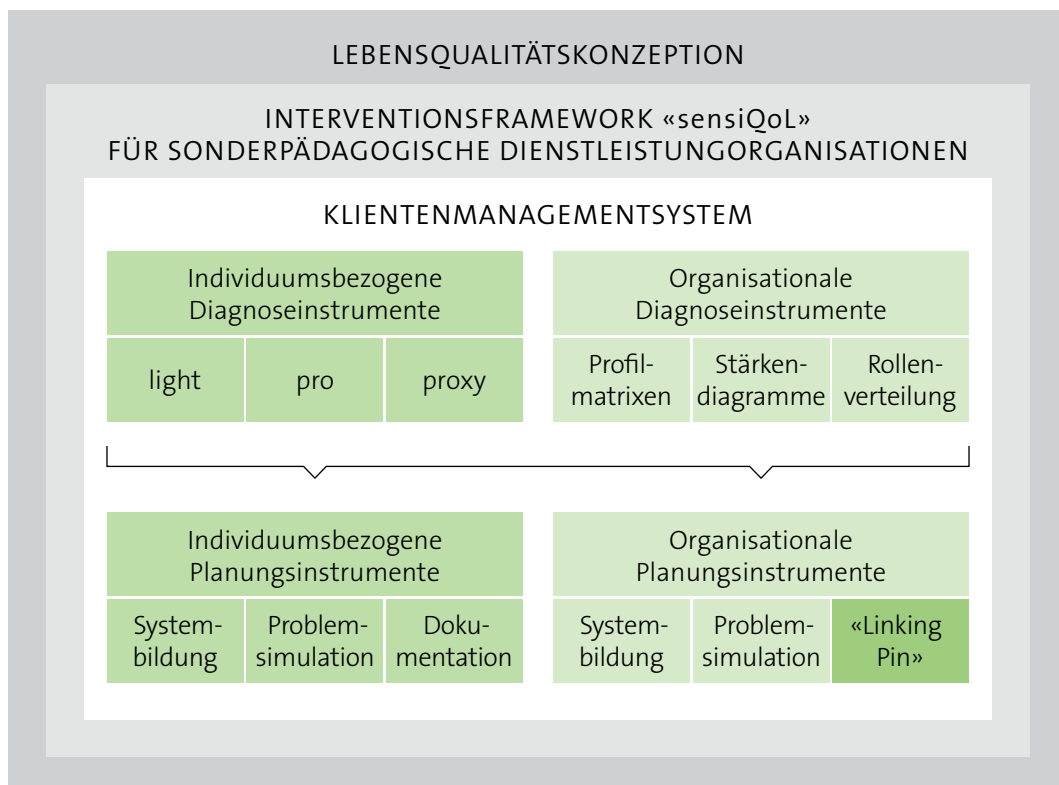 LEBENSQUALITÄTSKONZEPTION
INTERVENTIONSFRAMEWORK «sensiQoL»
FÜR SONDERPÄDAGOGISCHE DIENSTLEISTUNGORGANISATIONEN
KLIENTENMANAGEMENTSYSTEM
Individuumsbezogene
Diagnoseinstrumente
light
pro
proxy
Organisationale
Diagnoseinstrumente
Profil-
matrixen
Stärken-
diagramme
Rollen-
verteilung
Individuumsbezogene
Planungsinstrumente
System-
bildung
Problem-
simulation
Doku-
mentation
Organisationale
Planungsinstrumente
System-
bildung
Problem-
simulation
«Linking
Pin»